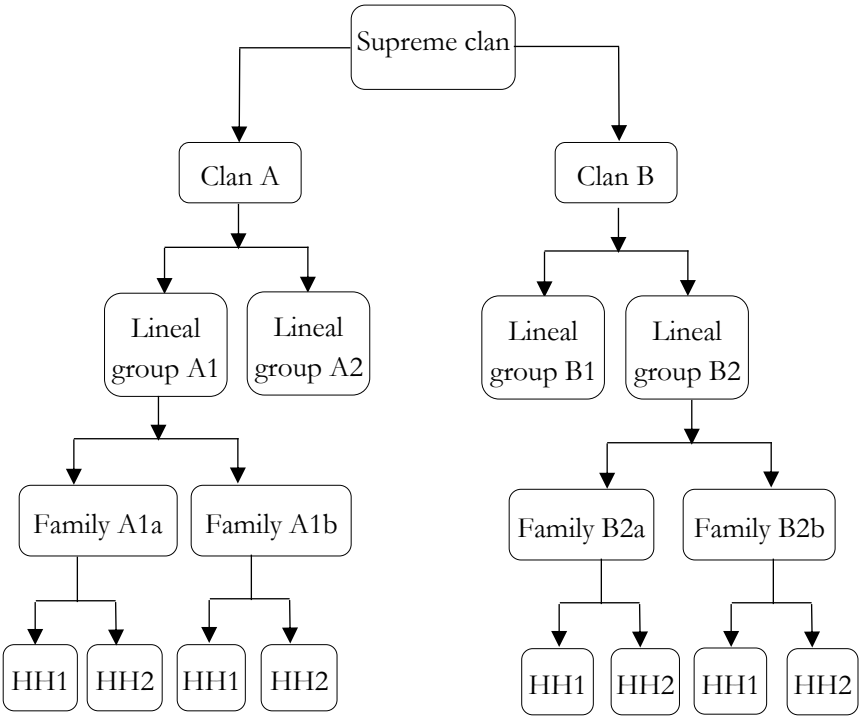 Supreme clan
Clan A
Clan B
Lineal
group A1
Lineal
group A2
Lineal
group B1
Lineal
group B2
Family A1a
Family A1b
Family B2a
Family B2b
HH1
HH2
HH1
HH2
HH1
HH2
HH1
HH2